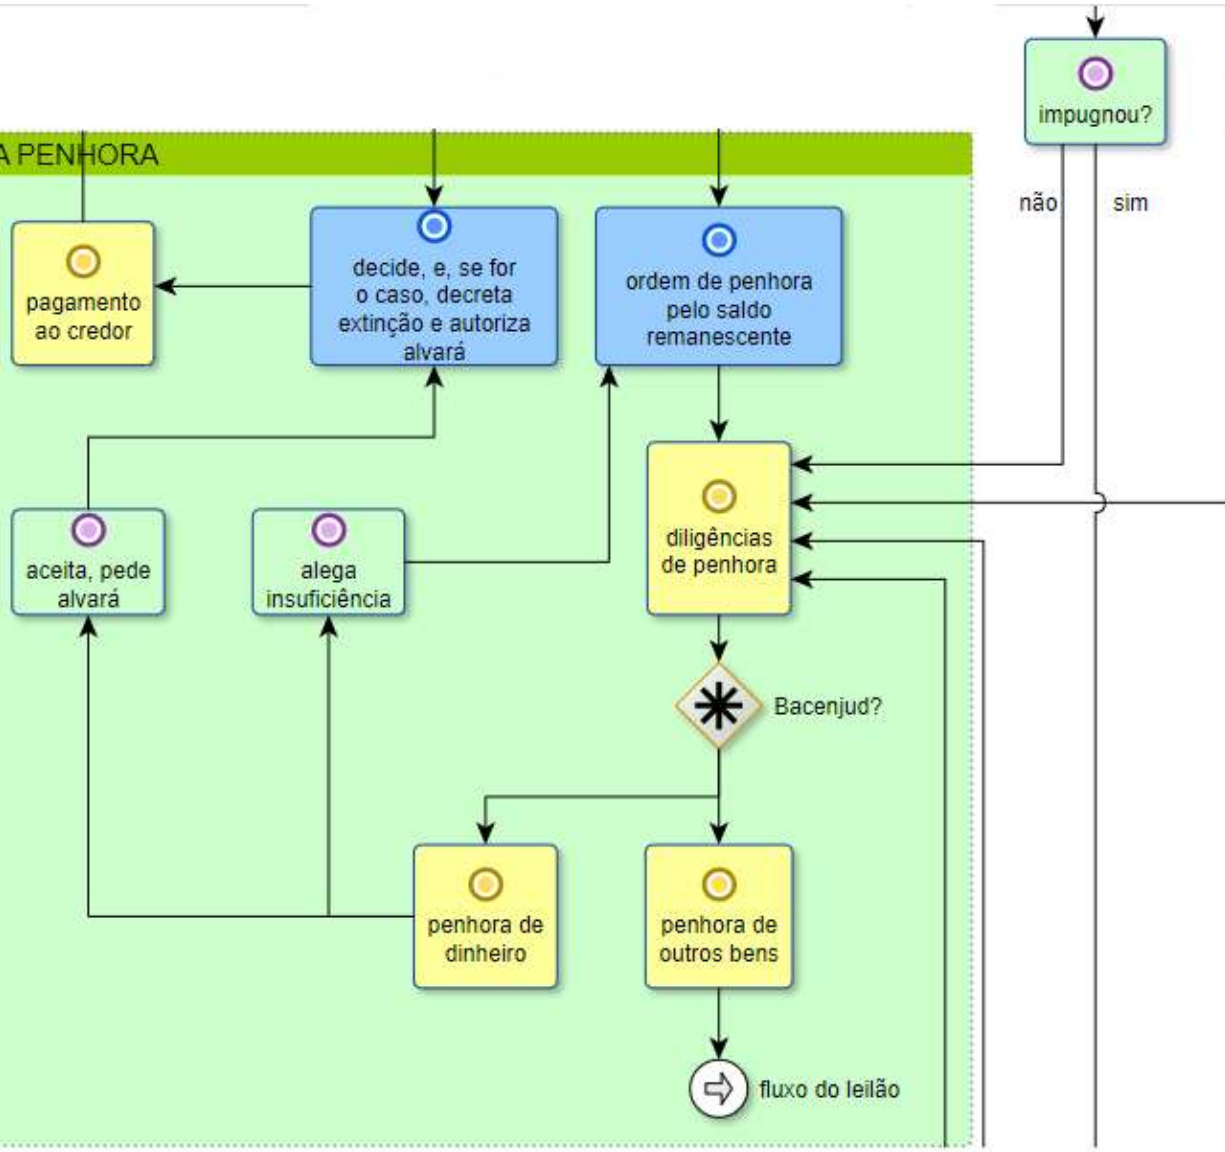 impugnou?
A PENHORA
não
sim
pagamento
ao credor
decide, e, se for
o caso, decreta
extinção e autoriza
alvará
ordem de penhora
pelo saldo
remanescente
aceita, pede
alvará
alega
insuficiência
diligências
de penhora
Bacenjud?
penhora de
dinheiro
penhora de
outros bens
fluxo do leilão